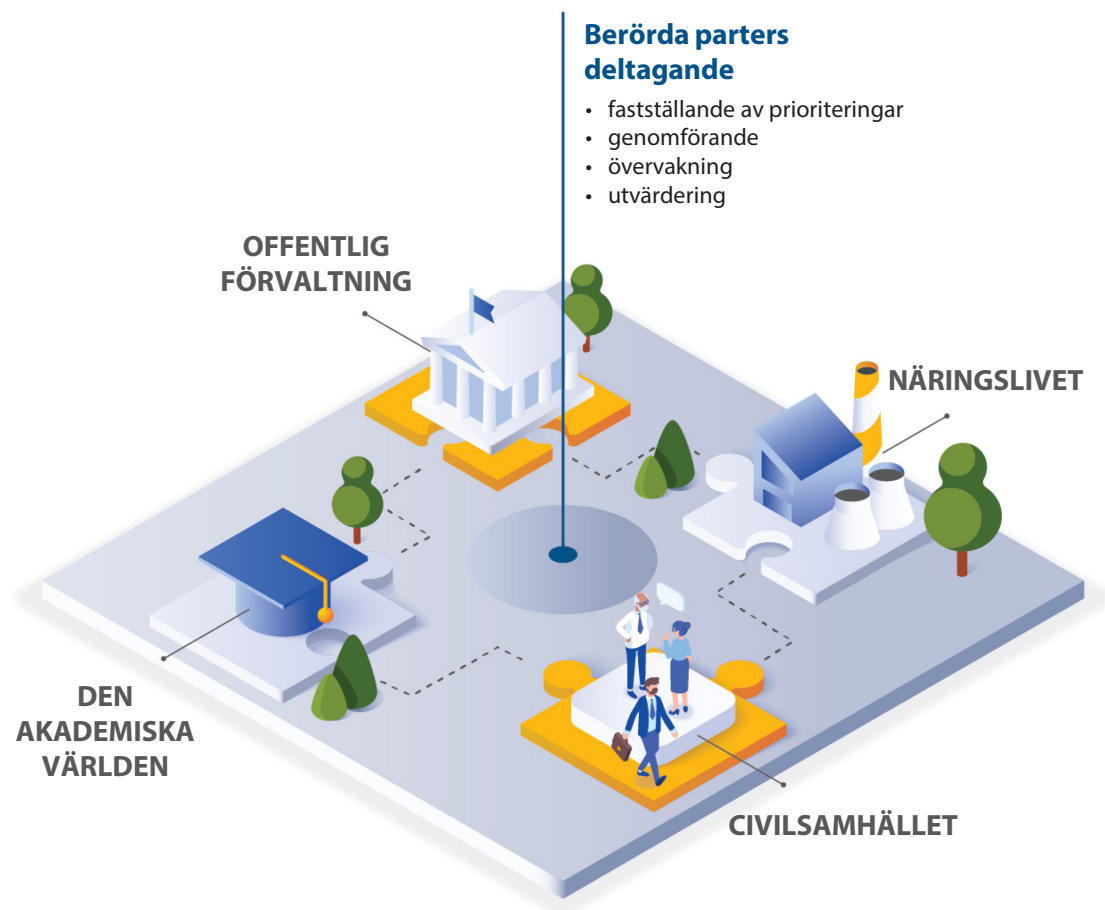 Berörda parters
deltagande
• fastställande av prioriteringar
• genomförande
• övervakning
• utvärdering
OFFENTLIG
FÖRVALTNING
NÄRINGSLIVET
DEN
AKADEMISKA
VÄRLDEN
CIVILSAMHÄLLET